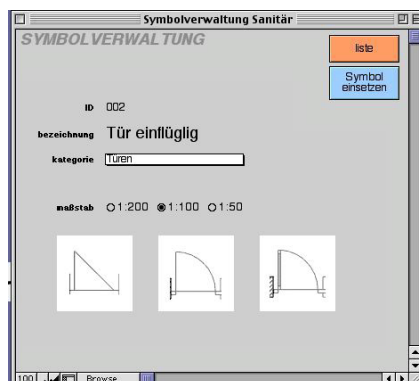 Symbolverwaltung Sanitär
SYMBOLVERWALTUNG
liste
Symbol
einsetzen
ID 002
bezeichnung Tür einflüglig
kategorie Türen
maßstab 1:200 1:100 1:50
100 Browse